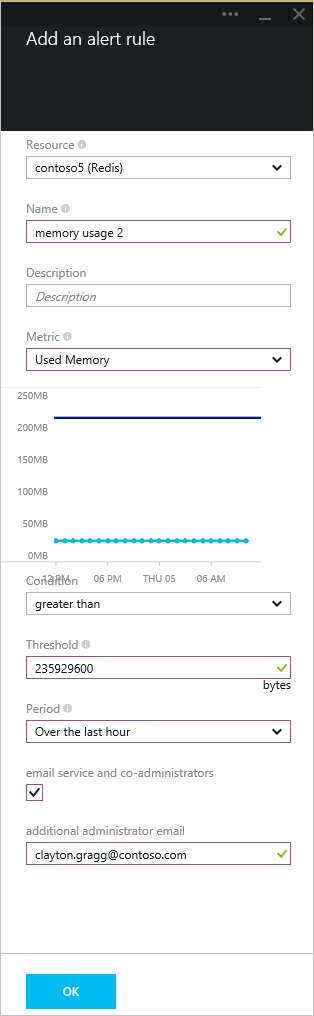 Add an alert rule
Resource
contoso5 (Redis)
Name
memory usage 2
Description
Description
Metric
Used Memory
250MB
200MB
150MB
100MB
50MB
0MB
12 PM 06 PM THU 05 06 AM
Condition
greater than
Threshold
235929600
bytes
Period
Over the last hour
email service and co-administrators
additional administrator email
clayton.gragg@contoso.com
OK